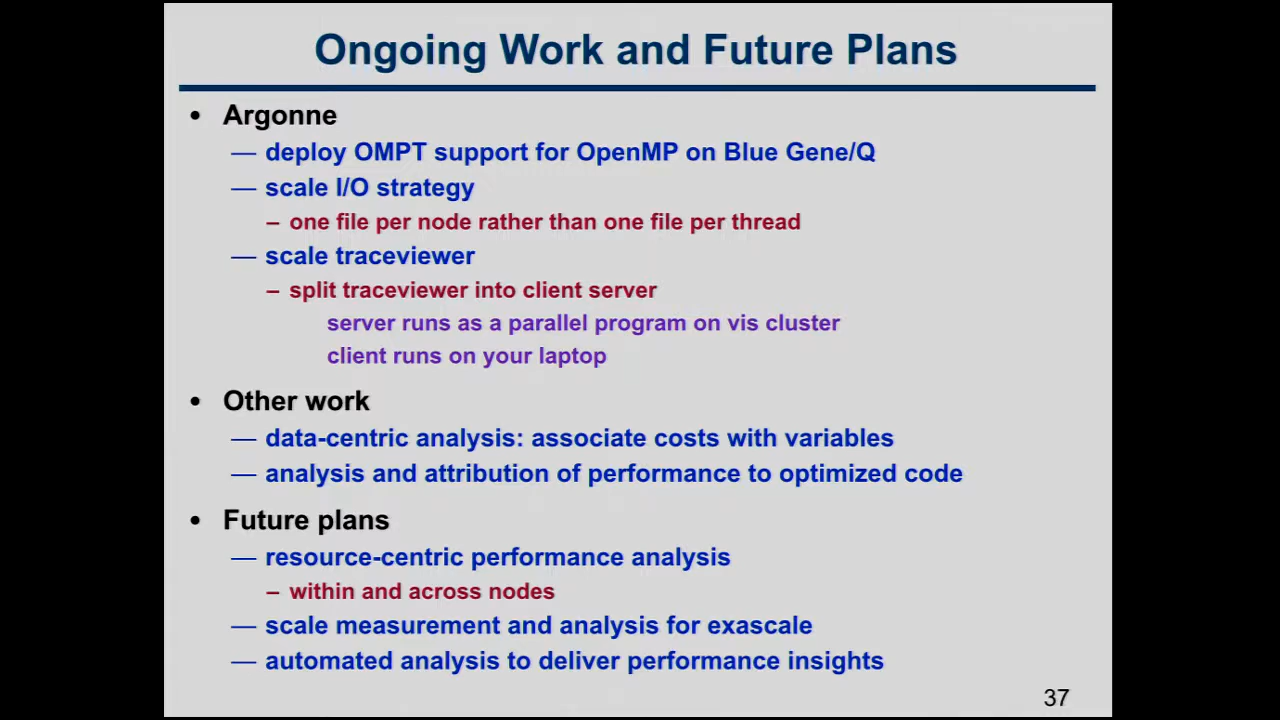 Ongoing Work and Future Plans
• Argonne
— deploy OMPT support for OpenMP on Blue Gene/Q
— scale I/O strategy
– one file per node rather than one file per thread
— scale traceviewer
– split traceviewer into client server
server runs as a parallel program on vis cluster
client runs on your laptop
• Other work
— data-centric analysis: associate costs with variables
— analysis and attribution of performance to optimized code
• Future plans
— resource-centric performance analysis
– within and across nodes
— scale measurement and analysis for exascale
— automated analysis to deliver performance insights
37